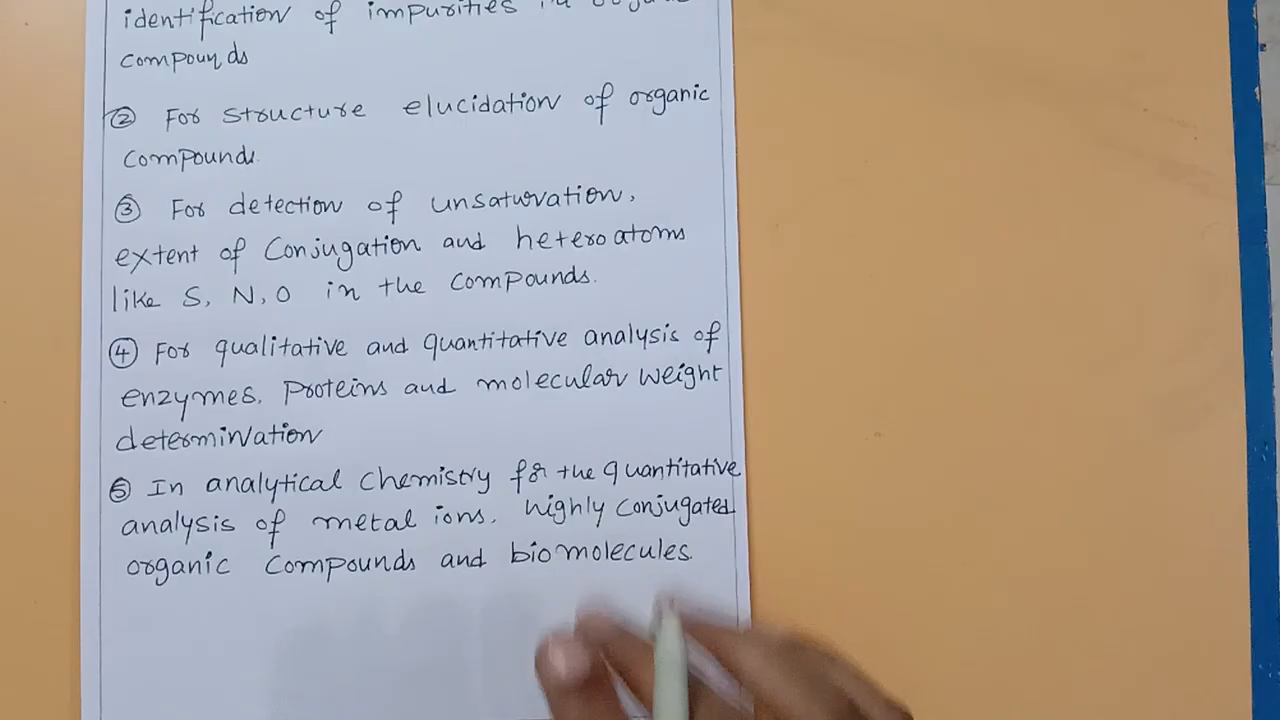 identification of impurities in
compounds
② For structure elucidation of organic
compounds.
③ For detection of unsaturation,
extent of Conjugation and heteroatoms
like S, N, O in the compounds.
④ For qualitative and quantitative analysis of
enzymes, Proteins and molecular weight
determination
⑤ In analytical chemistry for the quantitative
analysis of metal ions, highly conjugated
organic compounds and biomolecules.